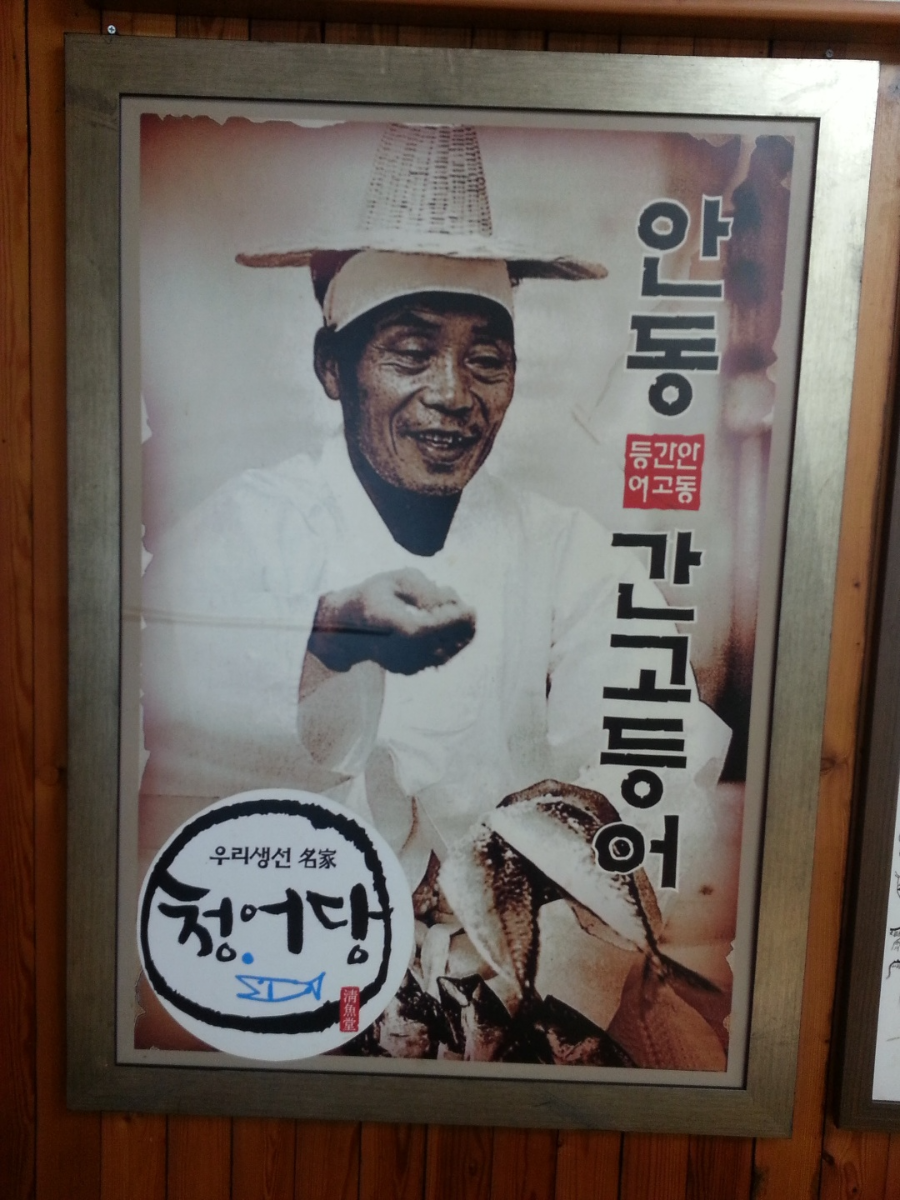 안동
등간안
어고동
간고등어
우리생선 名家
청어당
淸魚堂